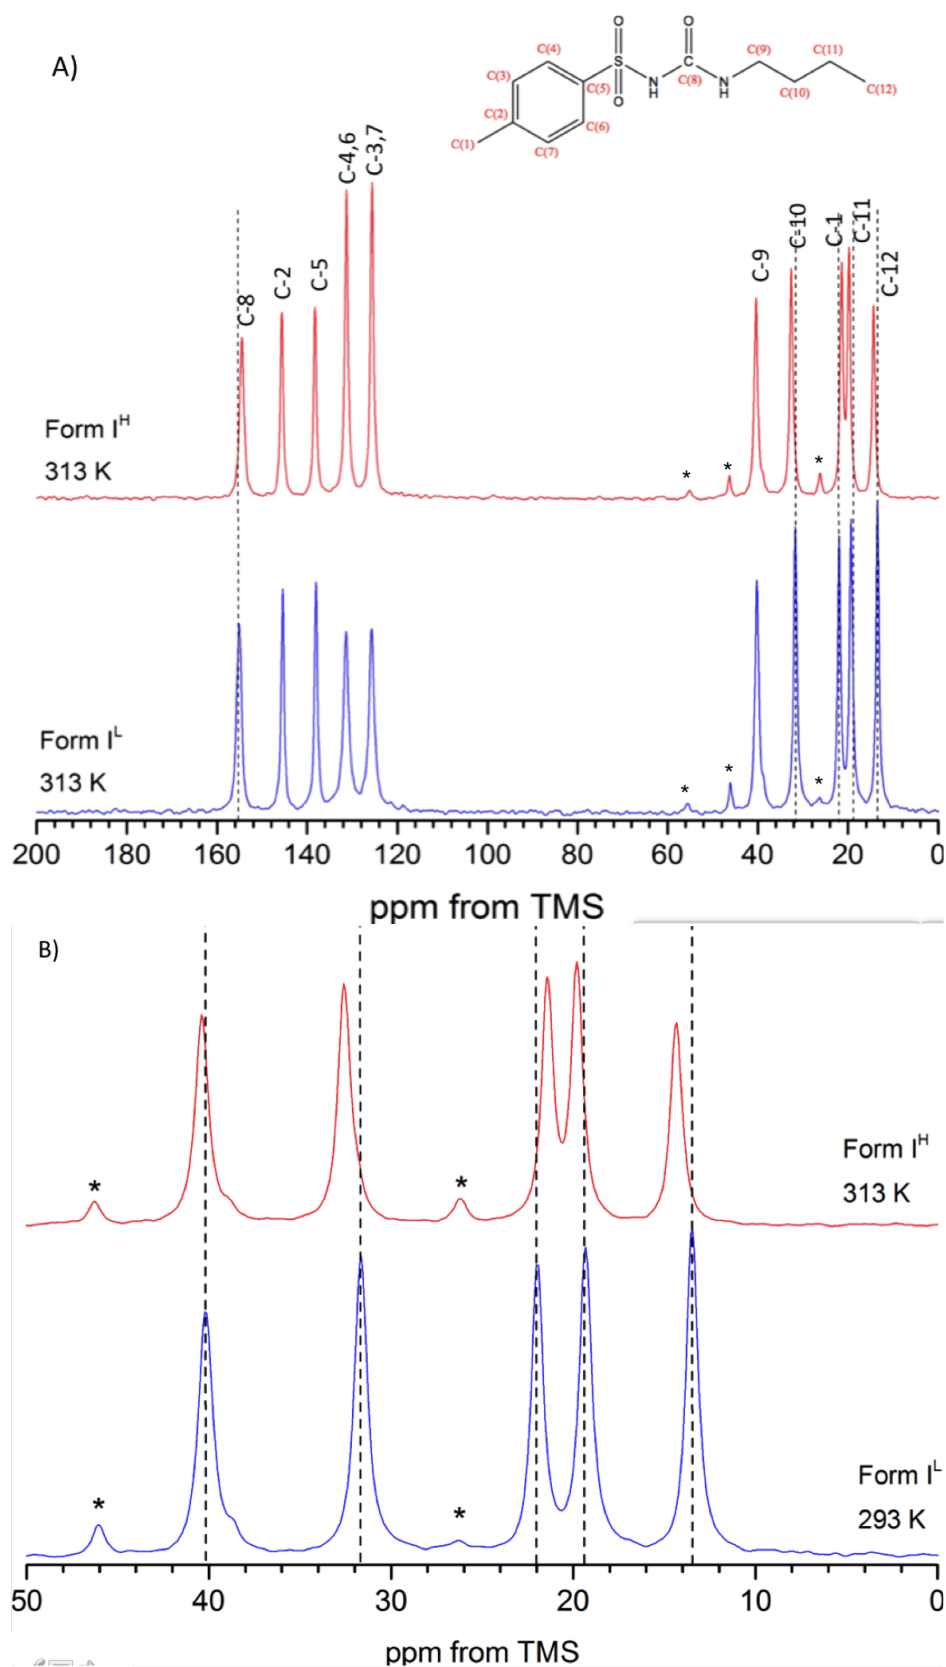 A)
O O
C(4) C(9) C(11)
C(3) S C(8)
C(5) N H N H C(10) C(12)
C(2) O
C(6)
C(1) C(7)
C-8 C-2 C-5 C-4,6 C-3,7 C-9 C-10 C-1 C-11 C-12
Form I^H
313 K
* * *
Form I^L
313 K
* * *
200 160 140 120 100 80 60 40 20 0
ppm from TMS
B)
Form I^H
313 K
* *
Form I^L
293 K
* *
50 40 30 20 10 0
ppm from TMS